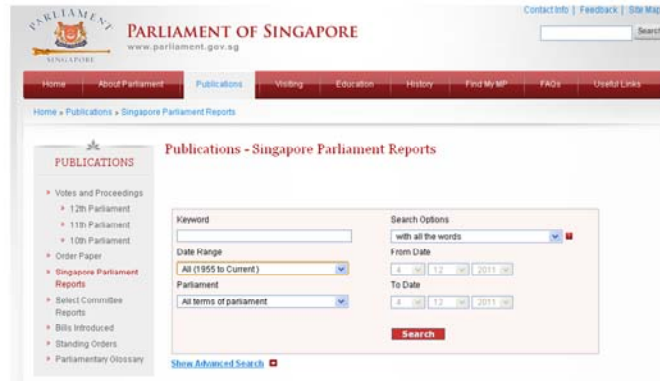 Contact Info | Feedback | Site Map
PARLIAMENT
SINGAPORE
PARLIAMENT OF SINGAPORE
www.parliament.gov.sg
Search
Home About Parliament Publications Visiting Education History Find My MP FAQs Useful Links
Home » Publications » Singapore Parliament Reports
PUBLICATIONS
Votes and Proceedings
12th Parliament
11th Parliament
10th Parliament
Order Paper
Singapore Parliament
Reports
Select Committee
Reports
Bills Introduced
Standing Orders
Parliamentary Glossary
Publications - Singapore Parliament Reports
Keyword
Search Options
with all the words
Date Range
From Date
All (1955 to Current)
4 12 2011
Parliament
To Date
All terms of parliament
4 12 2011
Search
Show Advanced Search